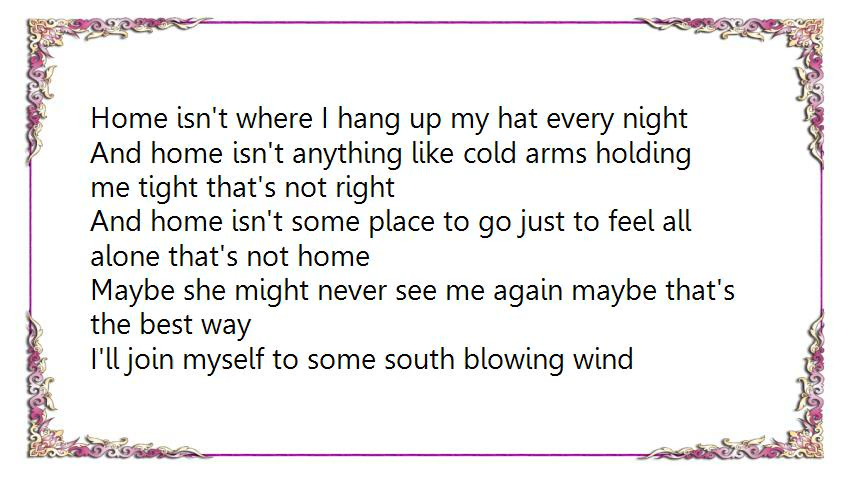 Home isn't where I hang up my hat every night
And home isn't anything like cold arms holding
me tight that's not right
And home isn't some place to go just to feel all
alone that's not home
Maybe she might never see me again maybe that's
the best way
I'll join myself to some south blowing wind